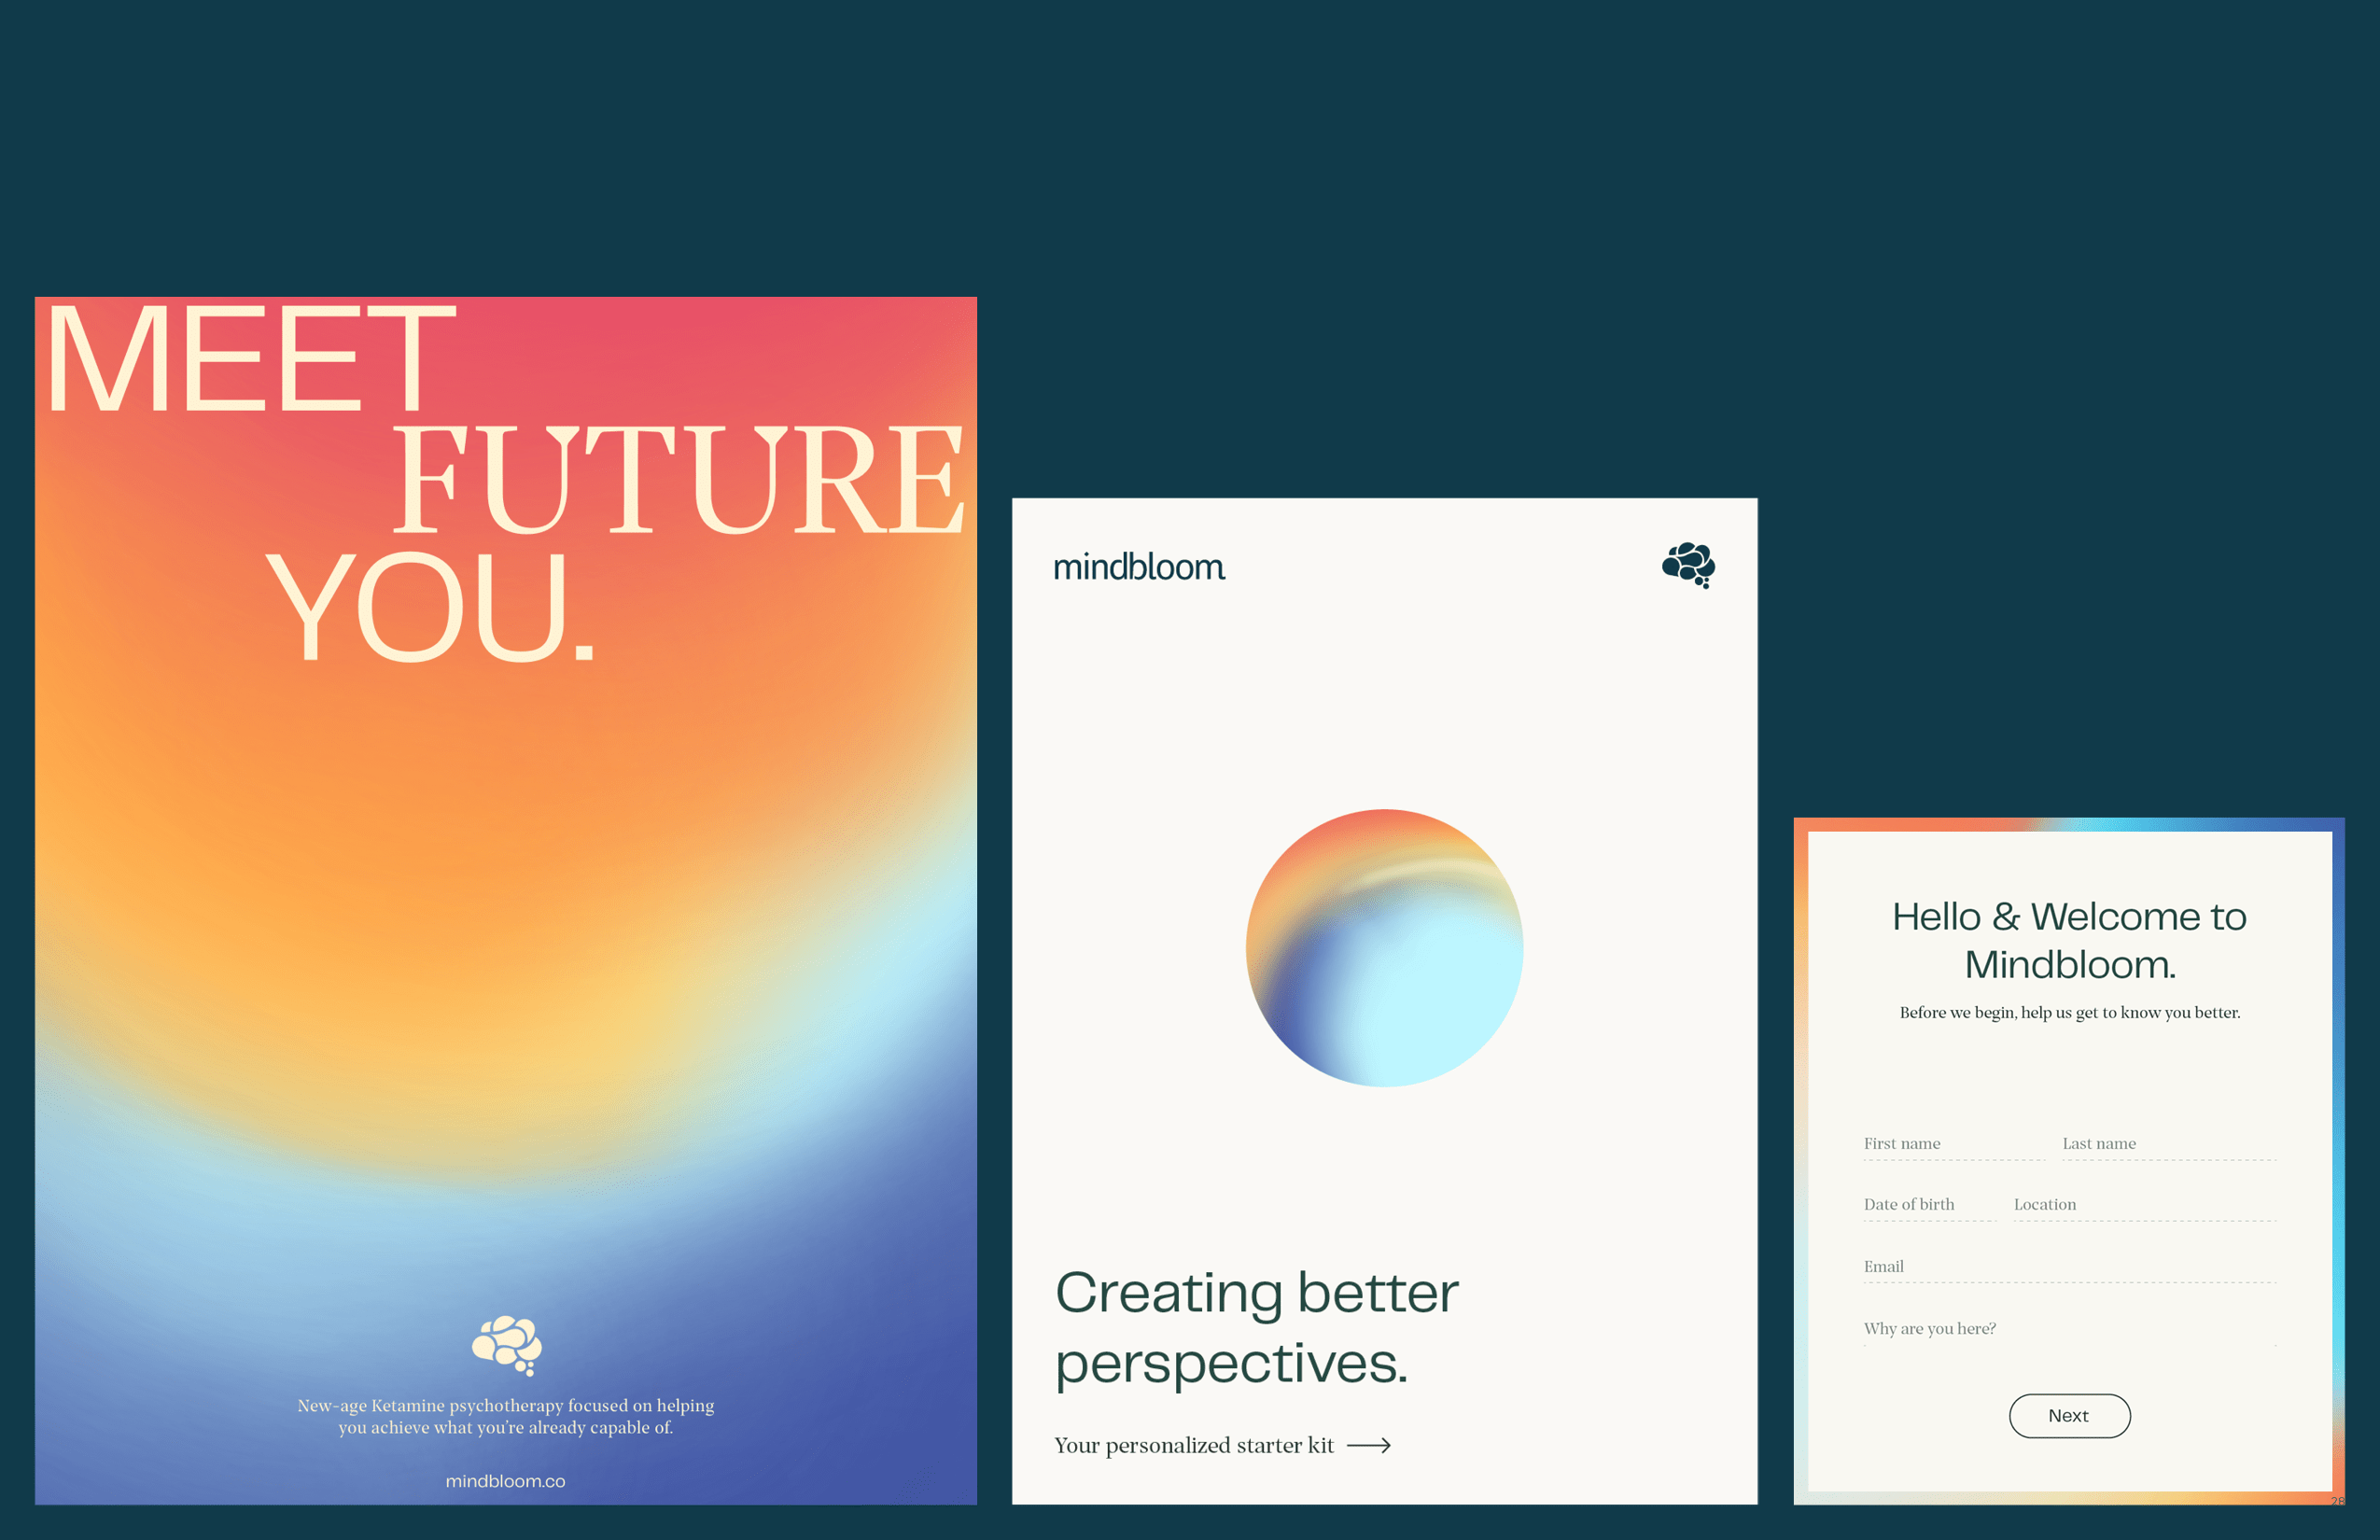 MEET
FUTURE
YOU.
New-age Ketamine psychotherapy focused on helping
you achieve what you're already capable of.
mindbloom.co
mindbloom
Creating better
perspectives.
Your personalized starter kit
Hello & Welcome to
Mindbloom.
Before we begin, help us get to know you better.
First name
Last name
Date of birth
Location
Email
Why are you here?
Next
28